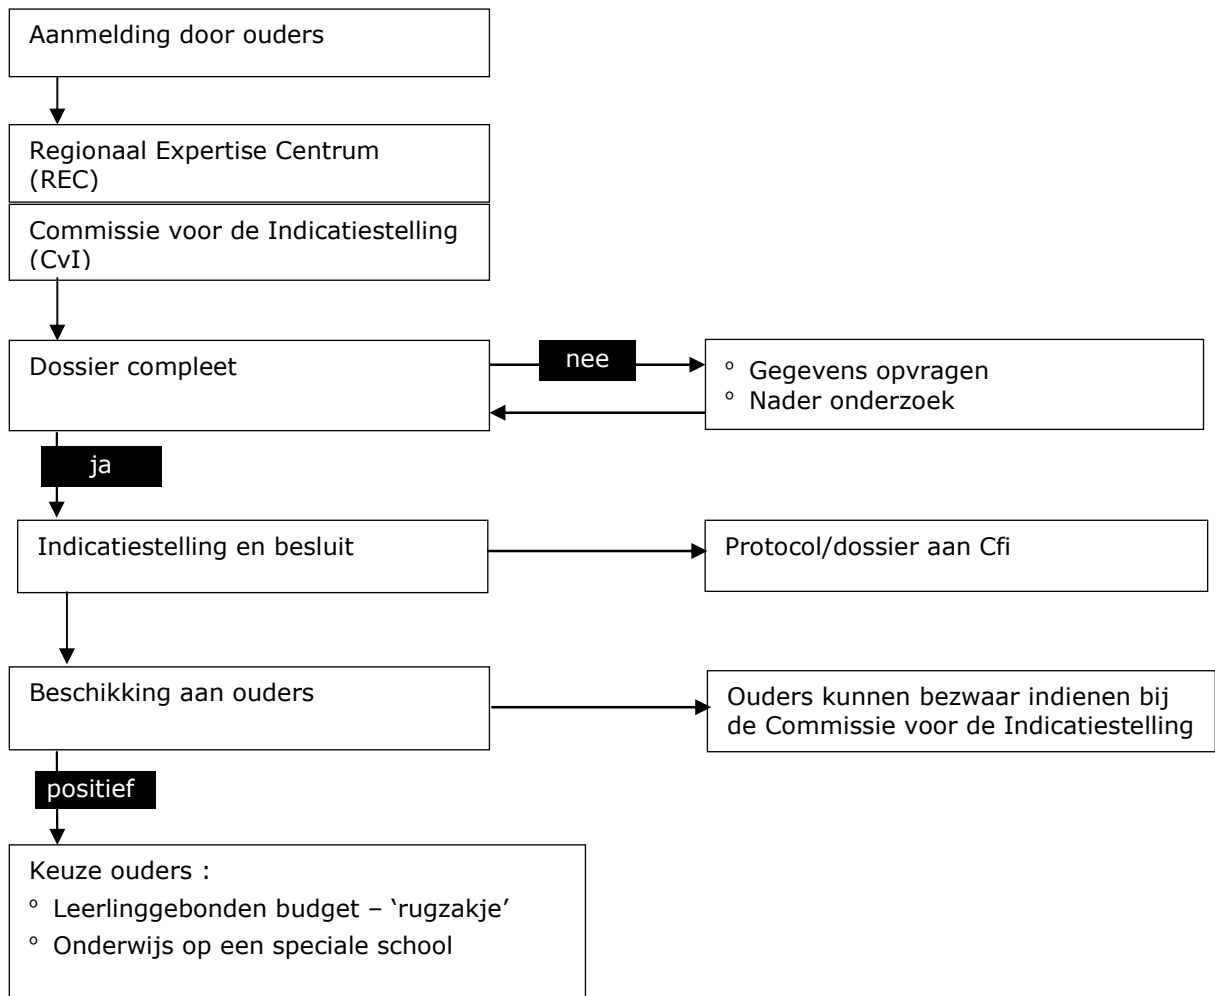 Aanmelding door ouders
Regionaal Expertise Centrum
(REC)
Commissie voor de Indicatiestelling
(CvI)
Dossier compleet
nee
° Gegevens opvragen
° Nader onderzoek
ja
Indicatiestelling en besluit
Protocol/dossier aan Cfi
Beschikking aan ouders
Ouders kunnen bezwaar indienen bij
de Commissie voor de Indicatiestelling
positief
Keuze ouders :
° Leerlinggebonden budget – ‘rugzakje’
° Onderwijs op een speciale school